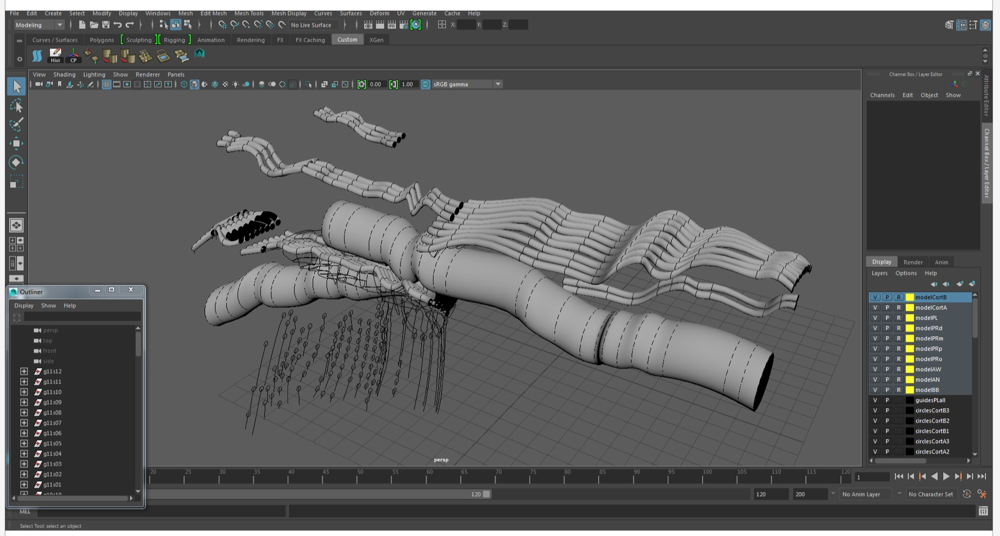 File Edit Create Select Modify Display Windows Mesh Edit Mesh Mesh Tools Mesh Display Curves Surfaces Deform UV Generate Cache Help
Modeling No Live Surface X: Y: Z:
Curves / Surfaces Polygons Sculpting Rigging Animation Rendering FX FX Caching Custom XGen
Hist CP
View Shading Lighting Show Renderer Panels
0.00 1.00 sRGB gamma
Channel Box / Layer Editor
Channels Edit Object Show
Attribute Editor
Channel Box / Layer Editor
Display Render Anim
Layers Options Help
V P R modelCortB
V P R modelCortA
V P R modelPL
V P R modelPRd
V P R modelPRm
V P R modelPRp
V P R modelPRo
V P R modelAW
V P R modelAN
V P R modelBB
V P guidesPLall
V P circlesCortB3
V P circlesCortB2
V P circlesCortB1
V P circlesCortA3
V P circlesCortA2
Outliner
Display Show Help
persp
top
front
side
g11s12
g11s11
g11s10
g11s09
g11s08
g11s07
g11s06
g11s05
g11s04
g11s03
g11s02
g11s01
g10s10
persp
20 25 30 35 40 45 50 55 60 65 70 75 80 85 90 95 100 105 110 115 120
1
120 120 200 No Anim Layer No Character Set
MEL
Select Tool: select an object